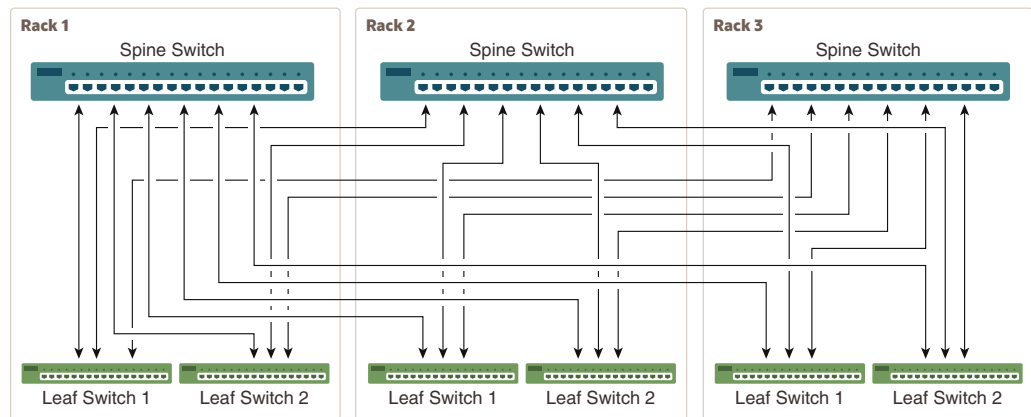 Rack 1
Rack 2
Rack 3
Spine Switch
Spine Switch
Spine Switch
Leaf Switch 1
Leaf Switch 2
Leaf Switch 1
Leaf Switch 2
Leaf Switch 1
Leaf Switch 2